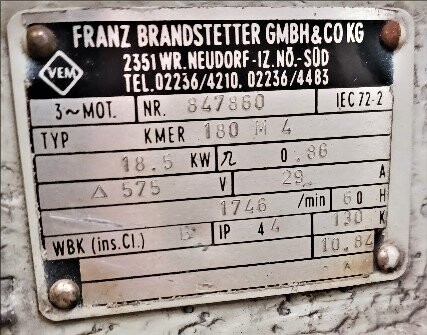 FRANZ BRANDSTETTER GMBH&CO KG
VEM
2351 WR. NEUDORF-IZ.NÖ.-SÜD
TEL.02236/4210, 02236/4483
3~MOT. NR. 847860 IEC 72-2
TYP KMER 180 M 4
18.5 KW 0.86
Δ 575 V 29 A
1746 /min 60 H
WBK (ins.Cl.) B IP 44 130 K
10.84